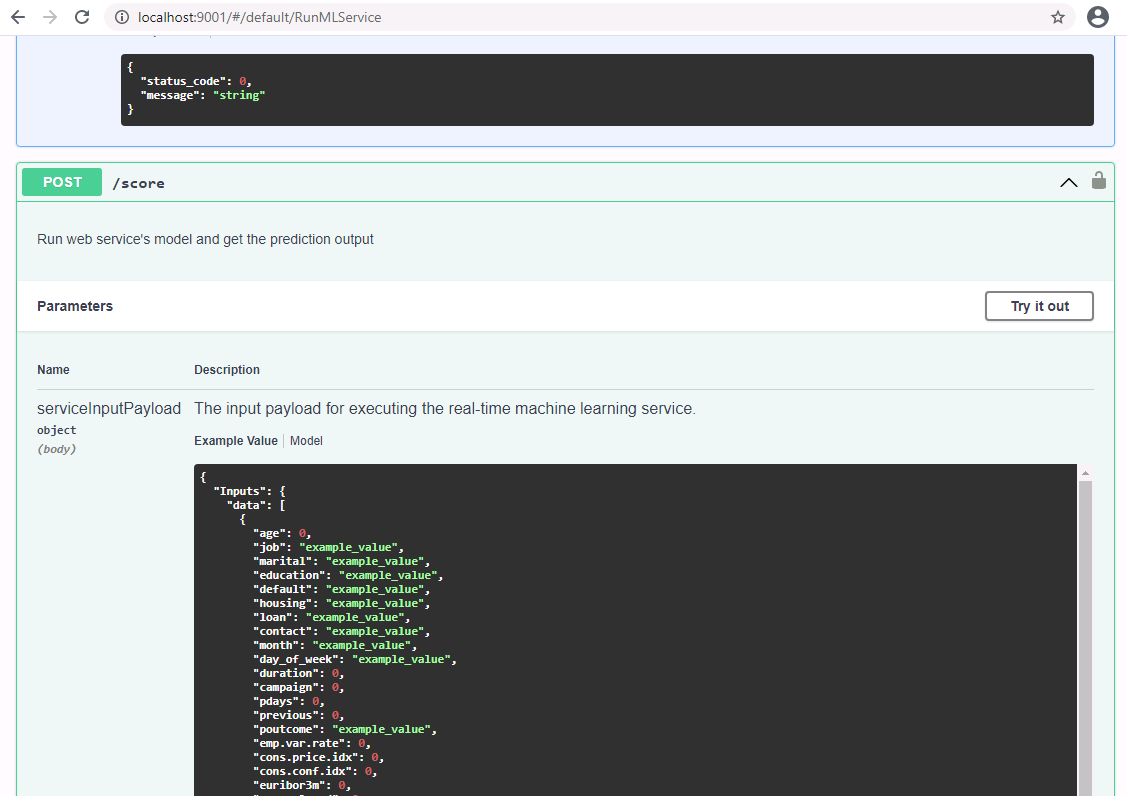 localhost:9001/#/default/RunMLService
{
"status_code": 0,
"message": "string"
}
POST /score
Run web service's model and get the prediction output
Parameters
Try it out
Name Description
serviceInputPayload The input payload for executing the real-time machine learning service.
object
(body)
Example Value Model
{
"Inputs": {
"data": [
{
"age": 0,
"job": "example_value",
"marital": "example_value",
"education": "example_value",
"default": "example_value",
"housing": "example_value",
"loan": "example_value",
"contact": "example_value",
"month": "example_value",
"day_of_week": "example_value",
"duration": 0,
"campaign": 0,
"pdays": 0,
"previous": 0,
"poutcome": "example_value",
"emp.var.rate": 0,
"cons.price.idx": 0,
"cons.conf.idx": 0,
"euribor3m": 0,